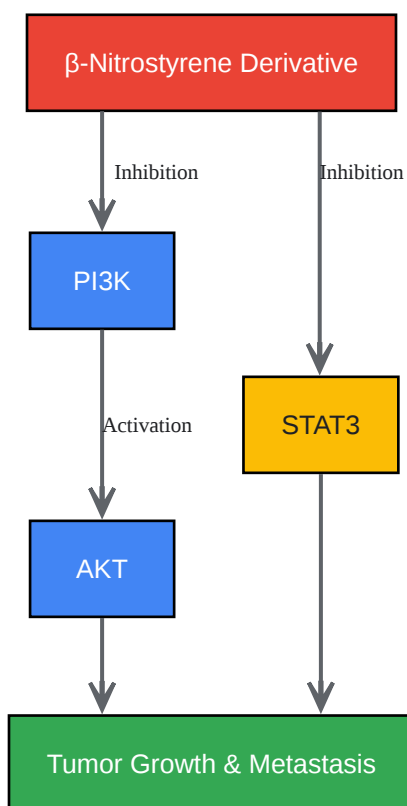 β-Nitrostyrene Derivative
Inhibition
Inhibition
PI3K
STAT3
Activation
AKT
Tumor Growth & Metastasis